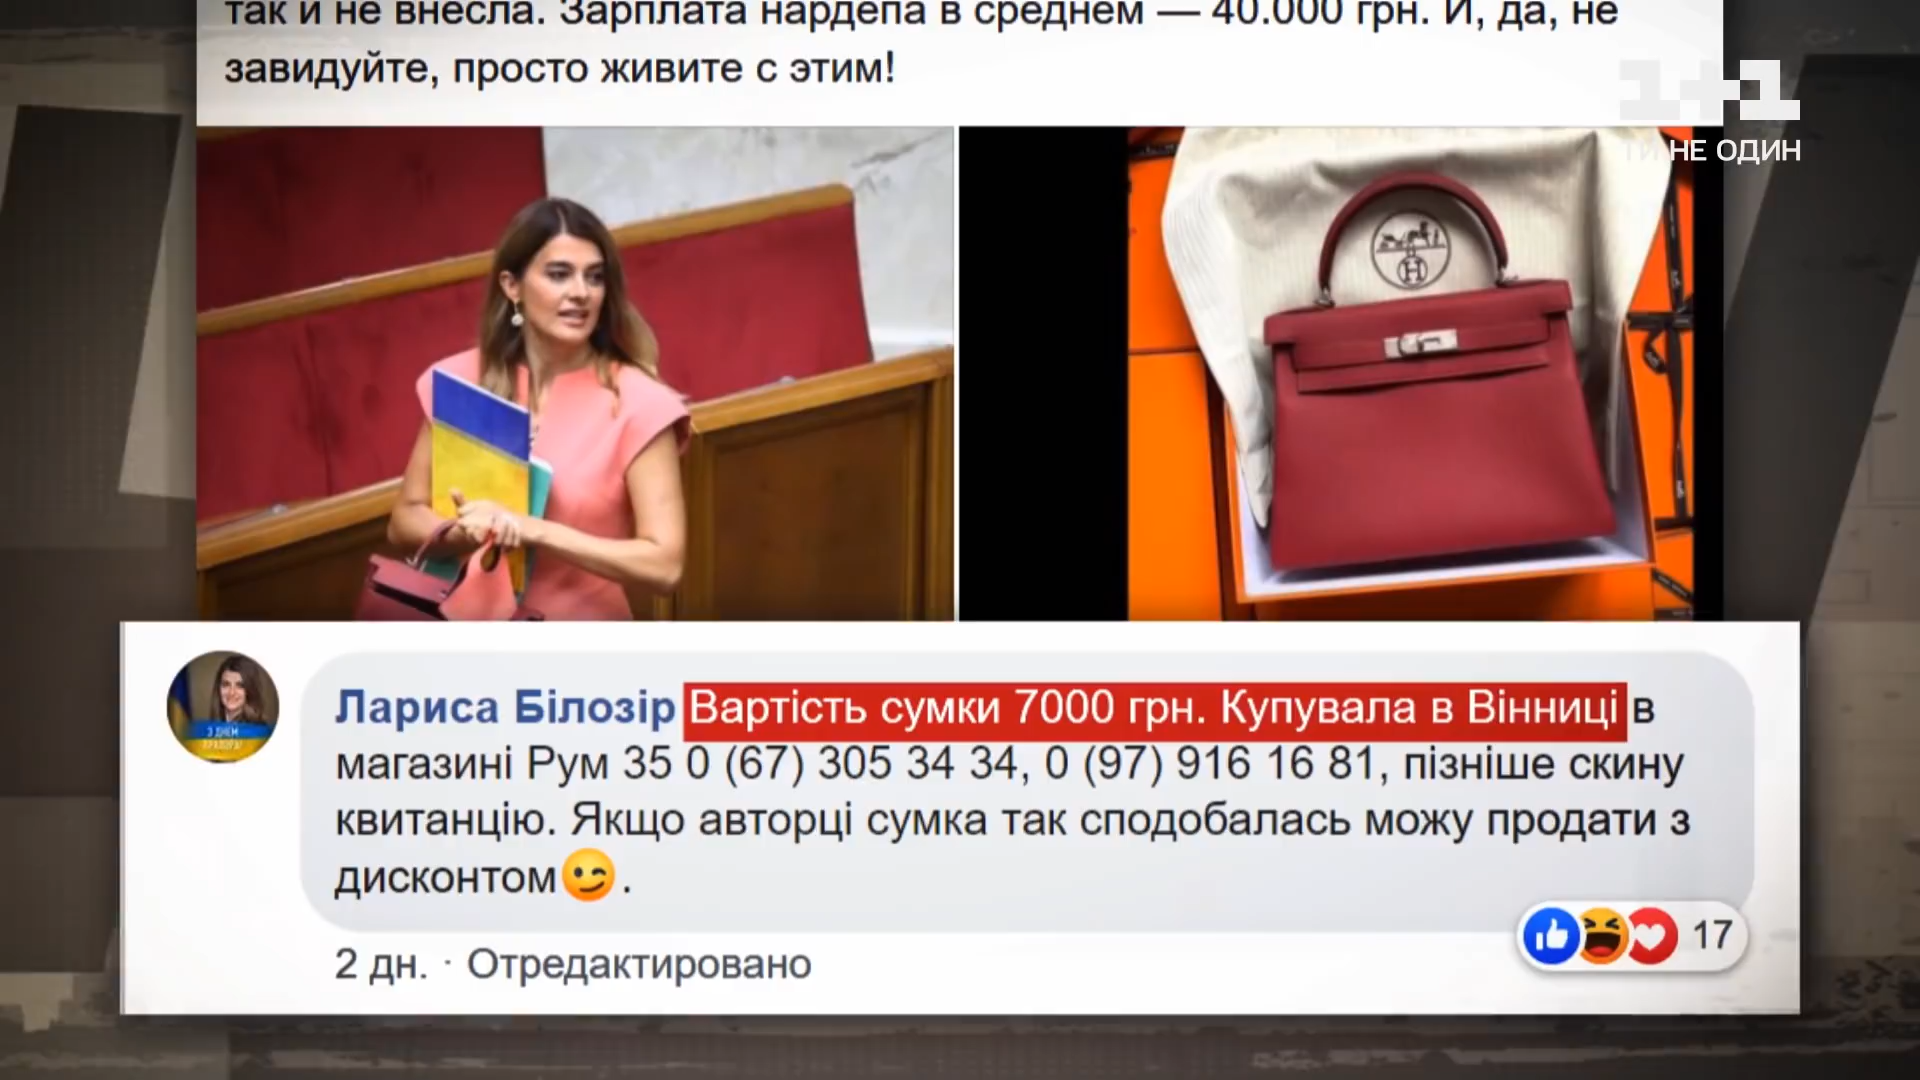 так и не внесла. Зарплата нардепа в среднем — 40.000 грн. И, да, не
завидуйте, просто живите с этим!
1+1
ТИ НЕ ОДИН
H
Лариса Білозір Вартість сумки 7000 грн. Купувала в Вінниці в
магазині Рум 35 0 (67) 305 34 34, 0 (97) 916 16 81, пізніше скину
квитанцію. Якщо авторці сумка так сподобалась можу продати з
дисконтом😉.
З ДНЕМ
17
2 дн. · Отредактировано